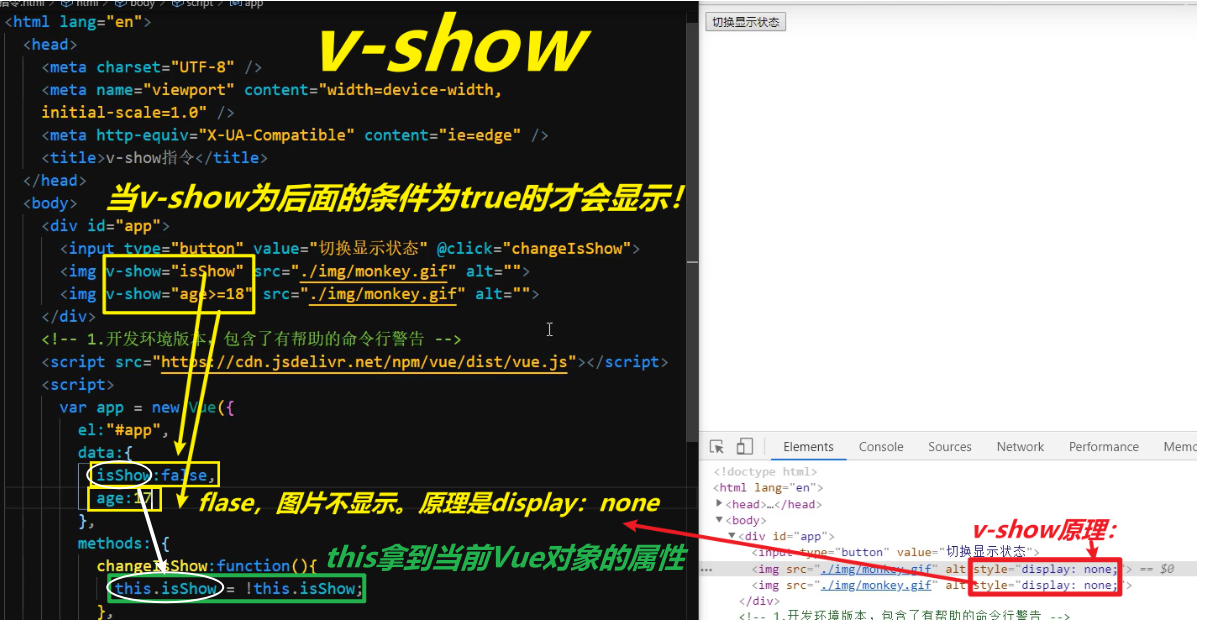 指令.html > html > body > script > app
<html lang="en">
<head>
<meta charset="UTF-8" />
<meta name="viewport" content="width=device-width,
initial-scale=1.0" />
<meta http-equiv="X-UA-Compatible" content="ie=edge" />
<title>v-show指令</title>
</head>
<body>
<div id="app">
<input type="button" value="切换显示状态" @click="changeIsShow">
<img v-show="isShow" src="./img/monkey.gif" alt="">
<img v-show="age>=18" src="./img/monkey.gif" alt="">
</div>
<!-- 1.开发环境版本，包含了有帮助的命令行警告 -->
<script src="https://cdn.jsdelivr.net/npm/vue/dist/vue.js"></script>
<script>
var app = new Vue({
el:"#app",
data:{
isShow:false,
age:17
},
methods: {
changeIsShow:function(){
this.isShow = !this.isShow;
},
v-show
当v-show为后面的条件为true时才会显示！
flase，图片不显示。原理是display：none
this拿到当前Vue对象的属性
切换显示状态
Elements Console Sources Network Performance Memo
<!doctype html>
<html lang="en">
<head>…</head>
<body>
<div id="app">
<input type="button" value="切换显示状态">
<img src="./img/monkey.gif" alt style="display: none;"> == $0
<img src="./img/monkey.gif" alt style="display: none;">
</div>
<!-- 1.开发环境版本，包含了有帮助的命令行警告 -->
v-show原理：